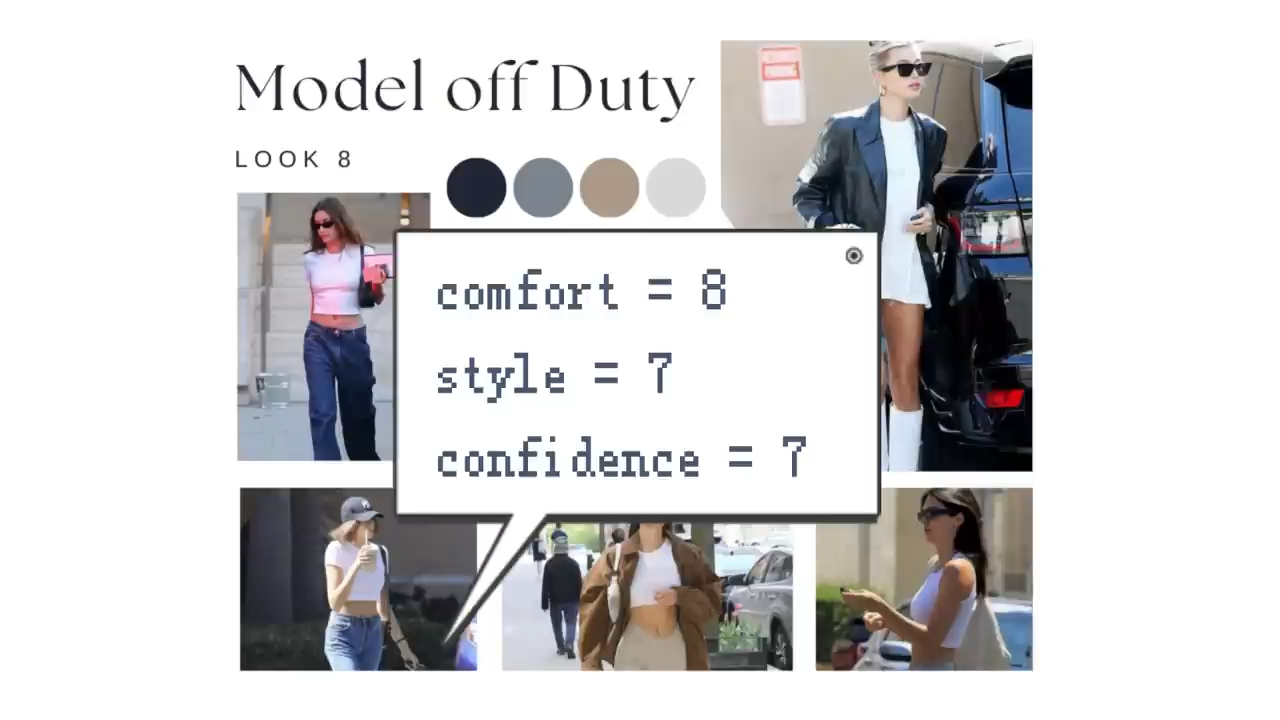 Model off Duty
LOOK 8
comfort = 8
style = 7
confidence = 7